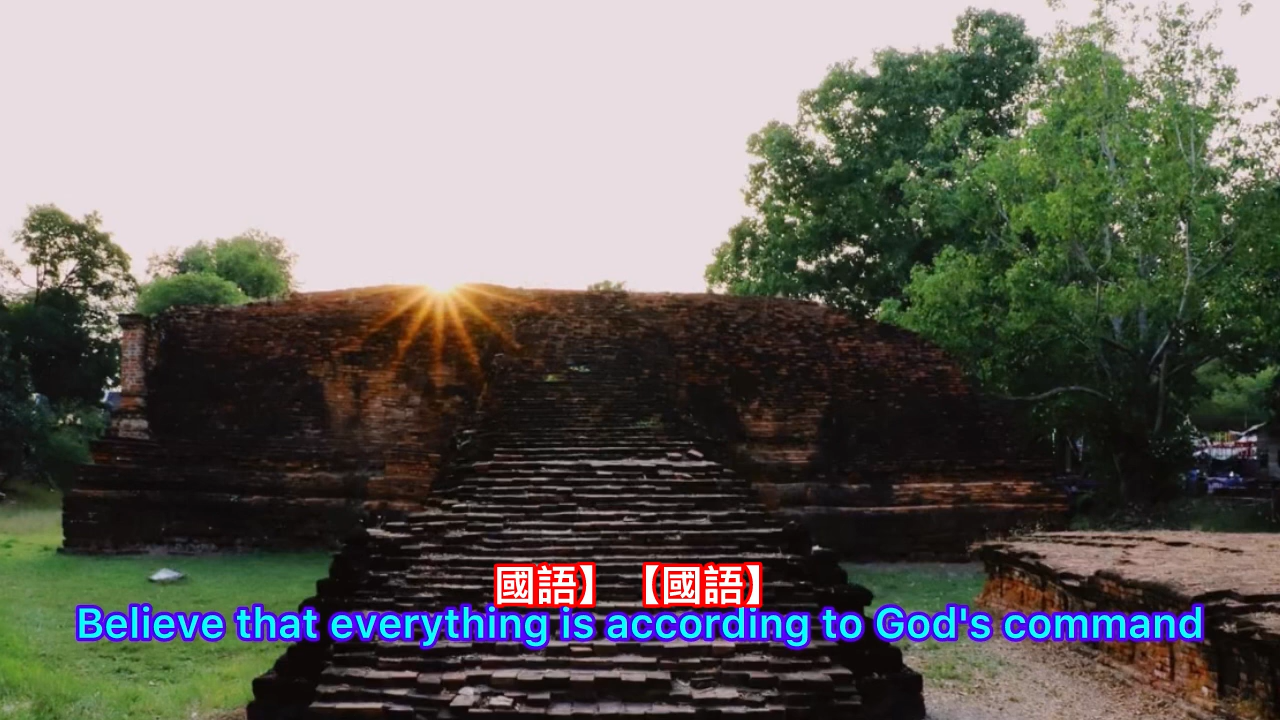 國語】 【國語】
Believe that everything is according to God's command